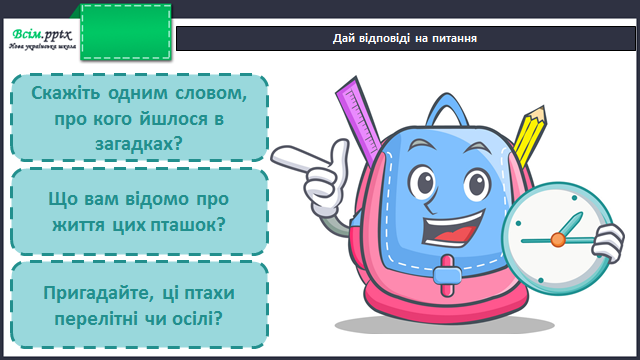 Всім.pptx
Нова українська школа
Дай відповіді на питання
Скажіть одним словом,
про кого йшлося в
загадках?
Що вам відомо про
життя цих пташок?
Пригадайте, ці птахи
перелітні чи осілі?